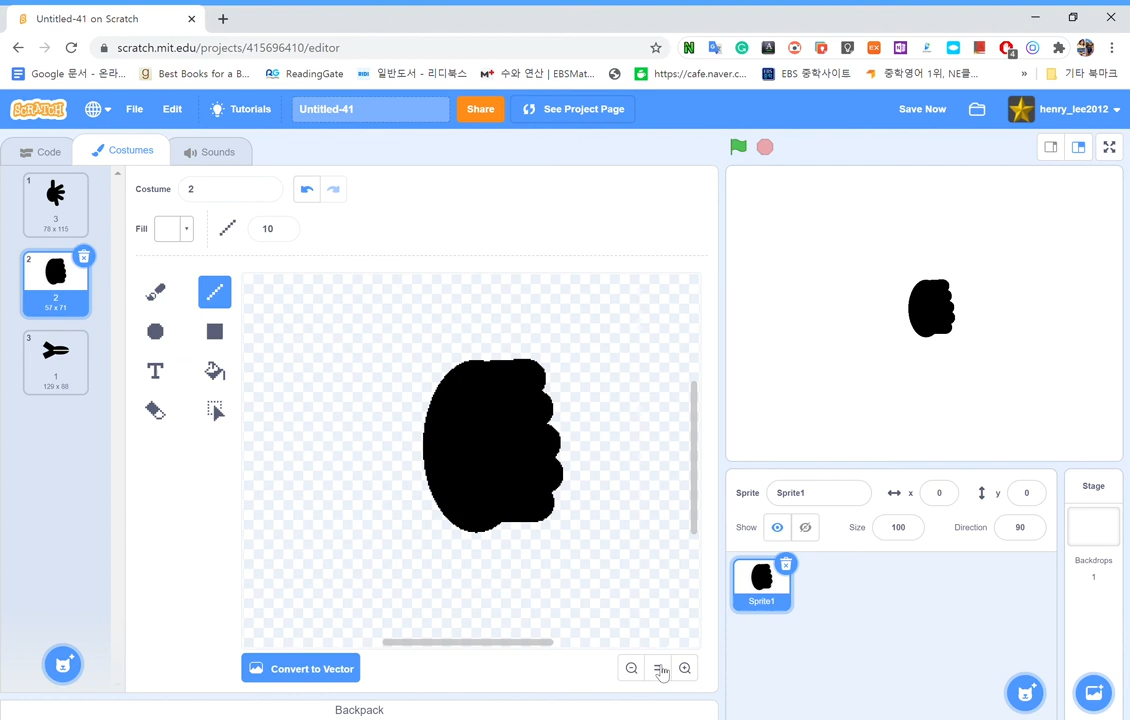 Untitled-41 on Scratch
scratch.mit.edu/projects/415696410/editor
Google 문서 - 온라...
Best Books for a B...
ReadingGate
일반도서 - 리디북스
수와 연산 | EBSMat...
https://cafe.naver.c...
EBS 중학사이트
중학영어 1위, NE클...
»
기타 북마크
SCRATCH
File
Edit
Tutorials
Untitled-41
Share
See Project Page
Save Now
henry_lee2012
Code
Costumes
Sounds
1
3
78 x 115
2
2
57 x 71
3
1
129 x 88
Costume
2
Fill
10
Convert to Vector
Sprite
Sprite1
x
0
y
0
Show
Size
100
Direction
90
Sprite1
Stage
Backdrops
1
Backpack